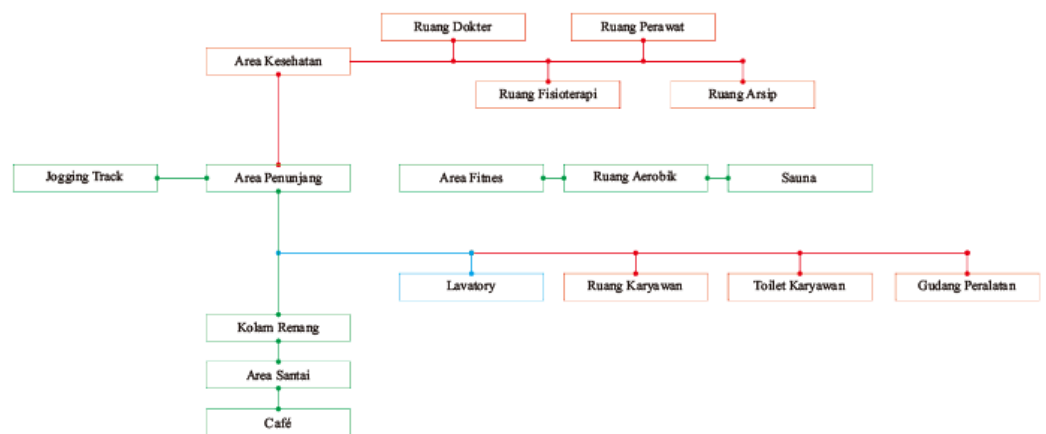 Ruang Dokter
Ruang Perawat
Area Kesehatan
Ruang Fisioterapi
Ruang Arsip
Jogging Track
Area Penunjang
Area Fitnes
Ruang Aerobik
Sauna
Lavatory
Ruang Karyawan
Toilet Karyawan
Gudang Peralatan
Kolam Renang
Area Santai
Café